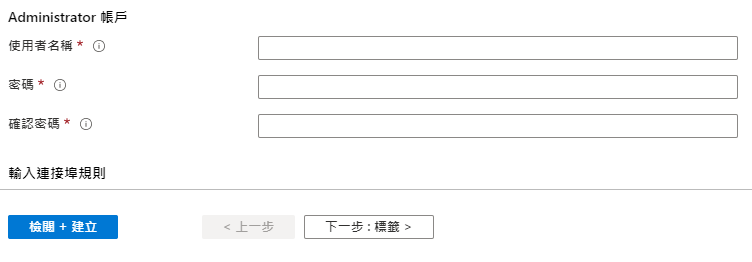 Administrator 帳戶
使用者名稱 *
密碼 *
確認密碼 *
輸入連接埠規則
檢閱 + 建立
< 上一步
下一步 : 標籤 >